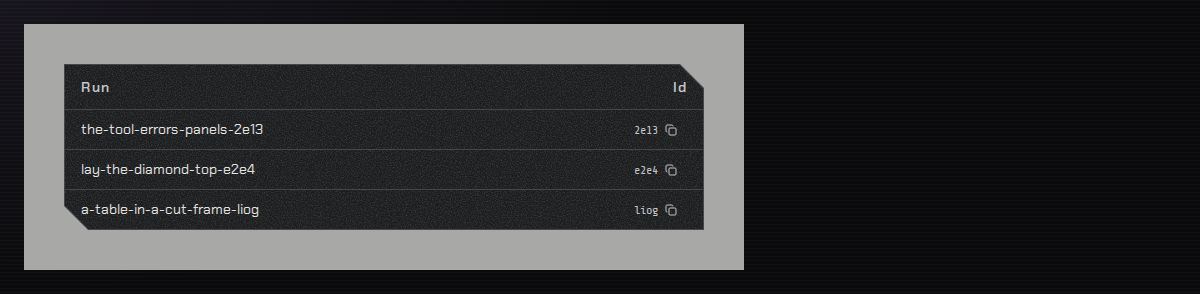 Run Id
the-tool-errors-panels-2e13 2e13
lay-the-diamond-top-e2e4 e2e4
a-table-in-a-cut-frame-liog liog